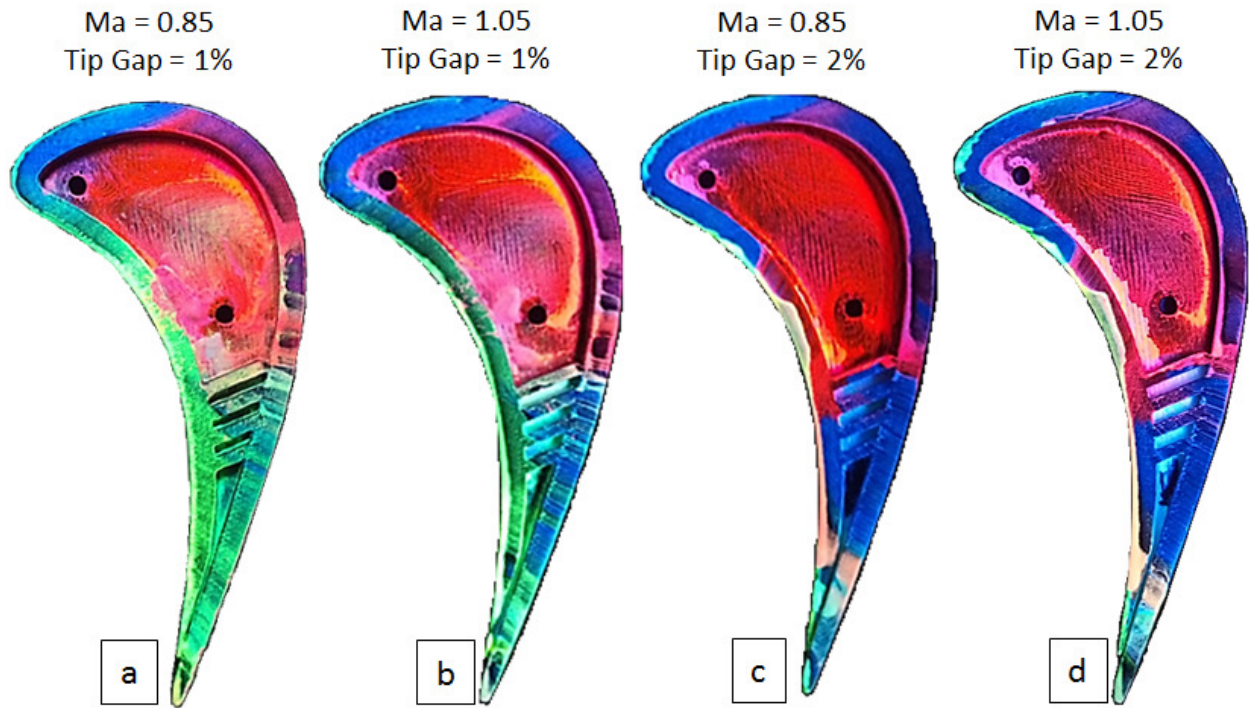 Ma = 0.85
Tip Gap = 1%
Ma = 1.05
Tip Gap = 1%
Ma = 0.85
Tip Gap = 2%
Ma = 1.05
Tip Gap = 2%
a
b
c
d